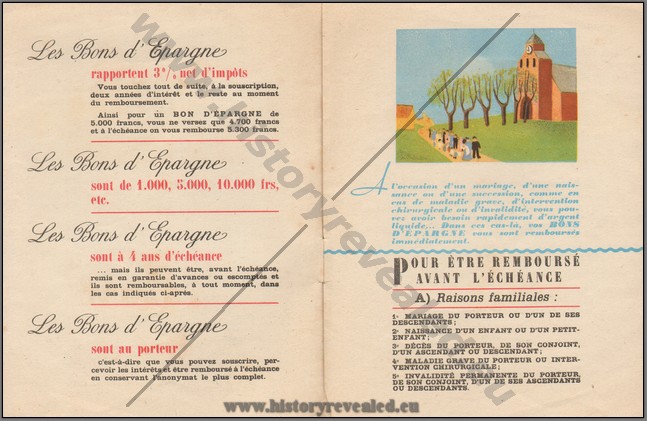 Les Bons d'Epargne
rapportent 3% net d'impôts
Vous touchez tout de suite, à la souscription,
deux années d'intérêt et le reste au moment
du remboursement.
Ainsi pour un BON D'ÉPARGNE de
5.000 francs, vous ne versez que 4.700 francs
et à l'échéance on vous rembourse 5.300 francs.
Les Bons d'Epargne
sont de 1.000, 5.000, 10.000 frs,
etc.
Les Bons d'Epargne
sont à 4 ans d'échéance
... mais ils peuvent être, avant l'échéance,
remis en garantie d'avances ou escomptés et
ils sont remboursables, à tout moment, dans
les cas indiqués ci-après.
Les Bons d'Epargne
sont au porteur
c'est-à-dire que vous pouvez souscrire, per-
cevoir les intérêts et être remboursé à l'échéance
en conservant l'anonymat le plus complet.
A l'occasion d'un mariage, d'une nais-
sance ou d'une succession, comme en
cas de maladie grave, d'intervention
chirurgicale ou d'invalidité, vous pou-
vez avoir besoin rapidement d'argent
liquide... Dans ces cas-là, vos BONS
D'ÉPARGNE vous sont remboursés
immédiatement.
POUR ÊTRE REMBOURSÉ
AVANT L'ÉCHÉANCE
A) Raisons familiales :
1° MARIAGE DU PORTEUR OU D'UN DE SES
DESCENDANTS ;
2° NAISSANCE D'UN ENFANT OU D'UN PETIT-
ENFANT ;
3° DÉCÈS DU PORTEUR, DE SON CONJOINT,
D'UN ASCENDANT OU DESCENDANT ;
4° MALADIE GRAVE DU PORTEUR OU INTER-
VENTION CHIRURGICALE ;
5° INVALIDITÉ PERMANENTE DU PORTEUR,
DE SON CONJOINT, D'UN DE SES ASCENDANTS
OU DESCENDANTS.
www.historyrevealed.eu
www.historyrevealed.eu